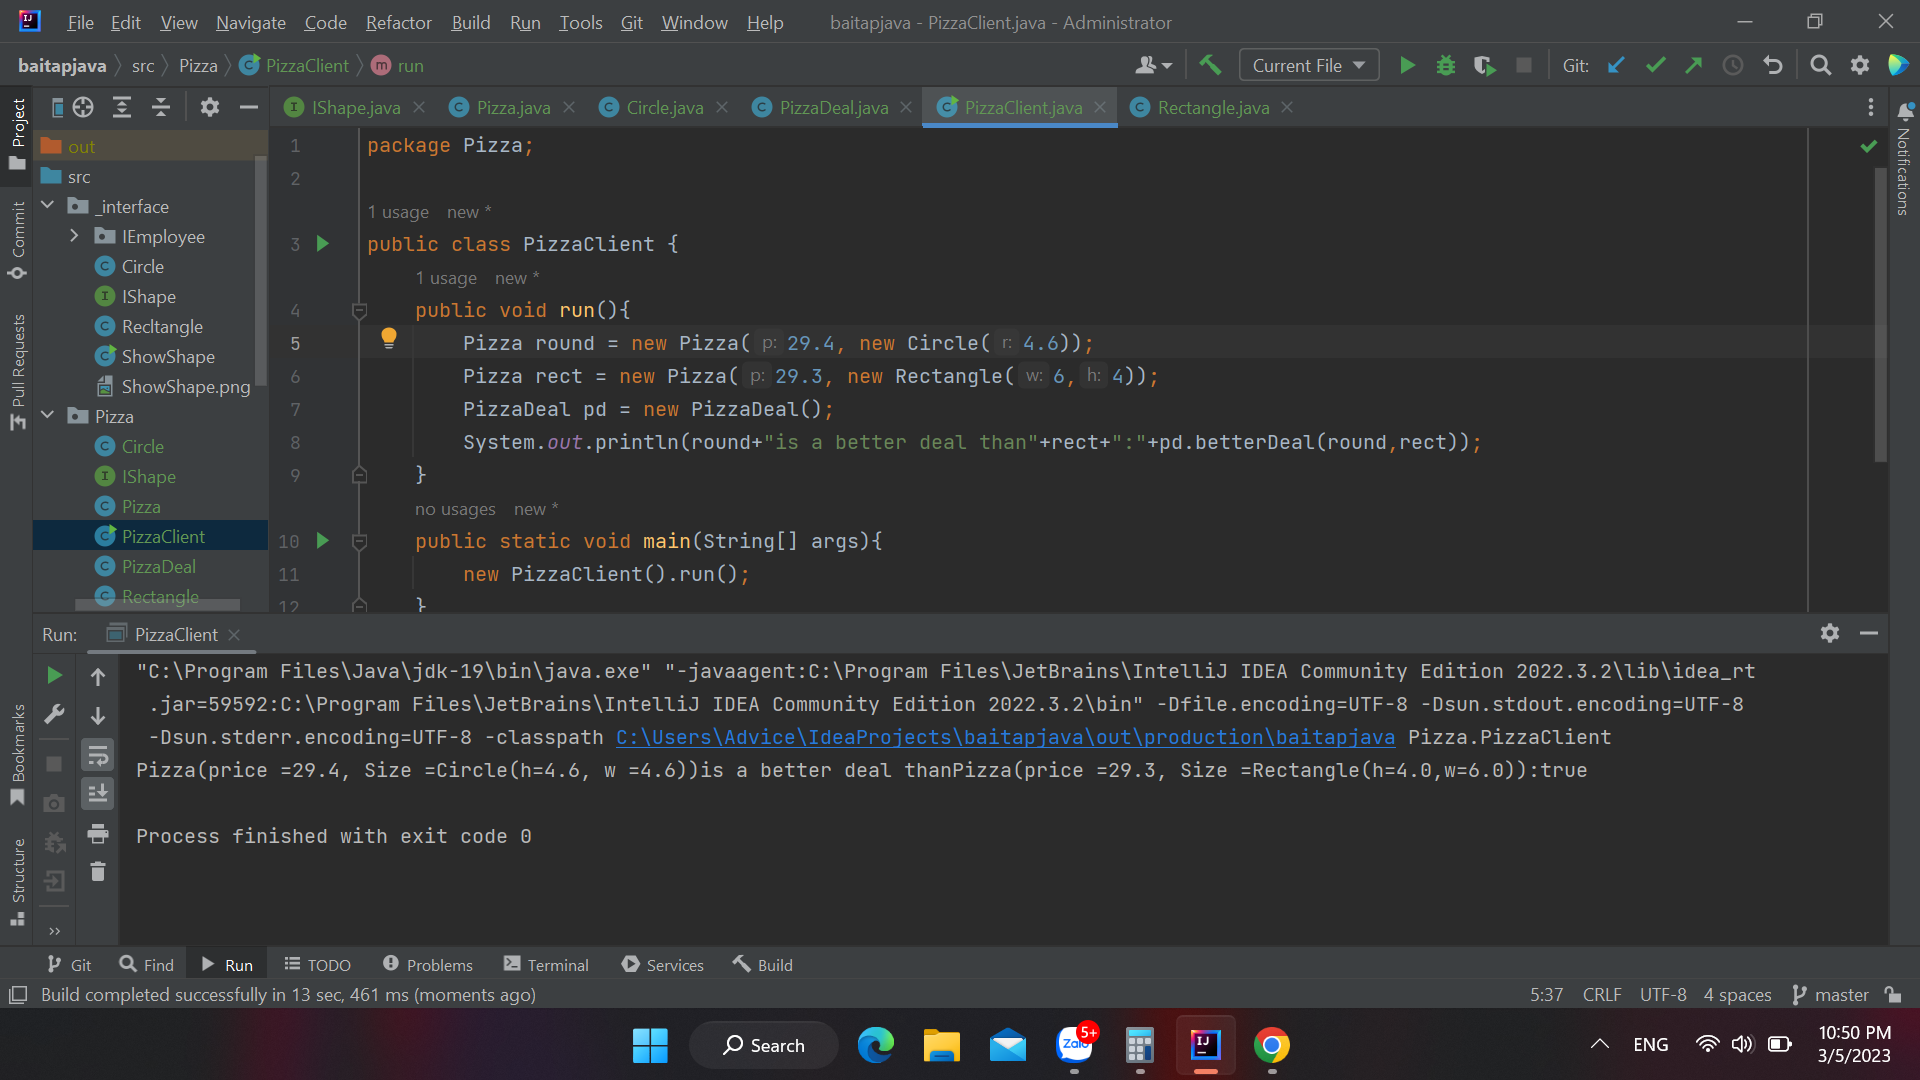 File Edit View Navigate Code Refactor Build Run Tools Git Window Help baitapjava - PizzaClient.java - Administrator
baitapjava src Pizza PizzaClient run Current File Git:
IShape.java Pizza.java Circle.java PizzaDeal.java PizzaClient.java Rectangle.java
Project
Commit
Pull Requests
Bookmarks
Structure
Notifications
out
src
_interface
IEmployee
Circle
IShape
Recltangle
ShowShape
ShowShape.png
Pizza
Circle
IShape
Pizza
PizzaClient
PizzaDeal
Rectangle
1 package Pizza;
2
1 usage new *
3 public class PizzaClient {
1 usage new *
4 public void run(){
5 Pizza round = new Pizza( p: 29.4, new Circle( r: 4.6));
6 Pizza rect = new Pizza( p: 29.3, new Rectangle( w: 6, h: 4));
7 PizzaDeal pd = new PizzaDeal();
8 System.out.println(round+"is a better deal than"+rect+":"+pd.betterDeal(round,rect));
9 }
no usages new *
10 public static void main(String[] args){
11 new PizzaClient().run();
12 }
Run: PizzaClient
"C:\Program Files\Java\jdk-19\bin\java.exe" "-javaagent:C:\Program Files\JetBrains\IntelliJ IDEA Community Edition 2022.3.2\lib\idea_rt
.jar=59592:C:\Program Files\JetBrains\IntelliJ IDEA Community Edition 2022.3.2\bin" -Dfile.encoding=UTF-8 -Dsun.stdout.encoding=UTF-8
-Dsun.stderr.encoding=UTF-8 -classpath C:\Users\Advice\IdeaProjects\baitapjava\out\production\baitapjava Pizza.PizzaClient
Pizza(price =29.4, Size =Circle(h=4.6, w =4.6))is a better deal thanPizza(price =29.3, Size =Rectangle(h=4.0,w=6.0)):true
Process finished with exit code 0
Git Find Run TODO Problems Terminal Services Build
Build completed successfully in 13 sec, 461 ms (moments ago) 5:37 CRLF UTF-8 4 spaces master
Search Zalo 5+ IJ ENG 10:50 PM
3/5/2023